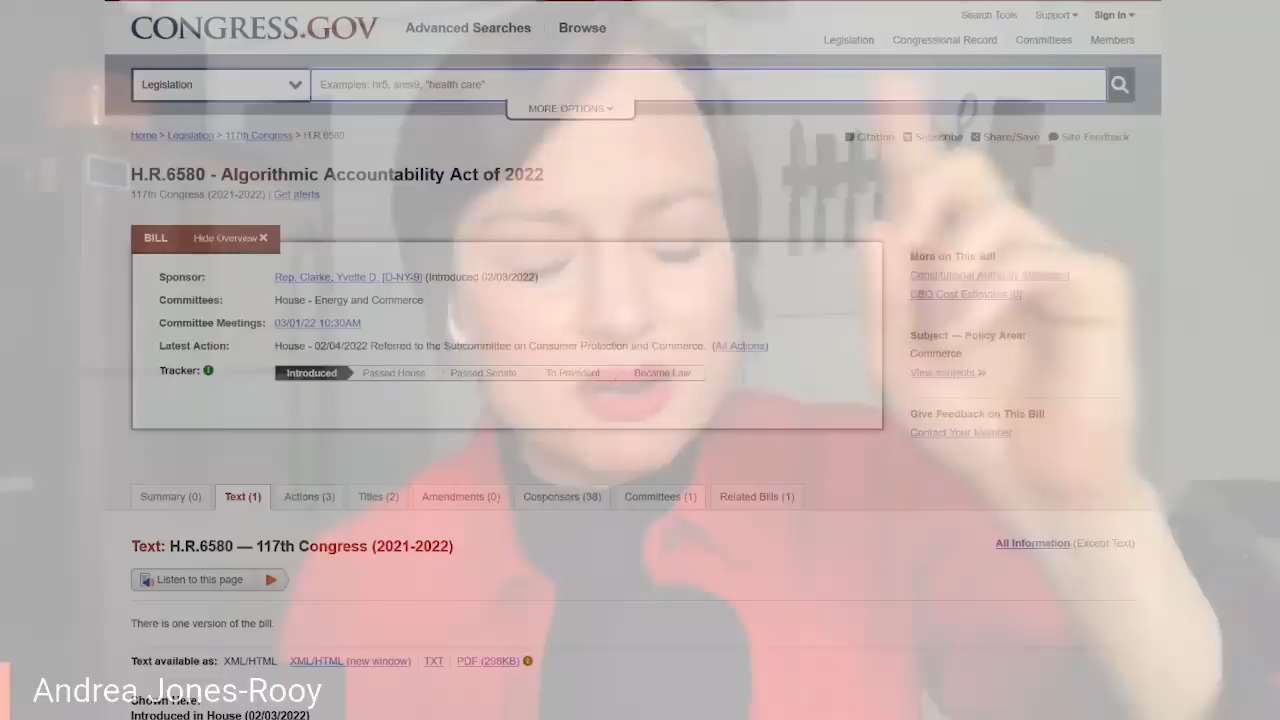 CONGRESS.GOV Advanced Searches Browse
Search Tools Support Sign In
Legislation Congressional Record Committees Members
Legislation Examples: hr5, sres9, "health care"
MORE OPTIONS
Home > Legislation > 117th Congress > H.R.6580 Citation Subscribe Share/Save Site Feedback
H.R.6580 - Algorithmic Accountability Act of 2022
117th Congress (2021-2022) | Get alerts
BILL Hide Overview X
Sponsor: Rep. Clarke, Yvette D. [D-NY-9] (Introduced 02/03/2022)
Committees: House - Energy and Commerce
Committee Meetings: 03/01/22 10:30AM
Latest Action: House - 02/04/2022 Referred to the Subcommittee on Consumer Protection and Commerce. (All Actions)
Tracker: Introduced Passed House Passed Senate To President Became Law
More on This Bill
Constitutional Authority Statement
CBO Cost Estimates [0]
Subject — Policy Area:
Commerce
View subjects »
Give Feedback on This Bill
Contact Your Member
Summary (0) Text (1) Actions (3) Titles (2) Amendments (0) Cosponsors (38) Committees (1) Related Bills (1)
Text: H.R.6580 — 117th Congress (2021-2022)
All Information (Except Text)
Listen to this page
There is one version of the bill.
Text available as: XML/HTML XML/HTML (new window) | TXT | PDF (298KB)
Shown Here:
Introduced in House (02/03/2022)
Andrea Jones-Rooy